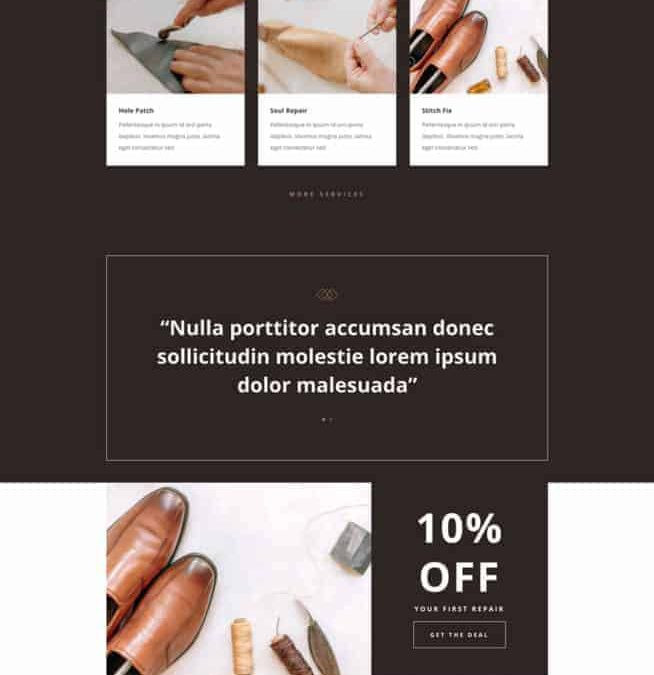 Hole Patch
Pellentesque in ipsum id orci porta
dapibus. Vivamus magna justo, lacinia
eget consectetur sed
Soul Repair
Pellentesque in ipsum id orci porta
dapibus. Vivamus magna justo, lacinia
eget consectetur sed
Stitch Fix
Pellentesque in ipsum id orci porta
dapibus. Vivamus magna justo, lacinia
eget consectetur sed
MORE SERVICES
“Nulla porttitor accumsan donec
sollicitudin molestie lorem ipsum
dolor malesuada”
10%
OFF
YOUR FIRST REPAIR
GET THE DEAL